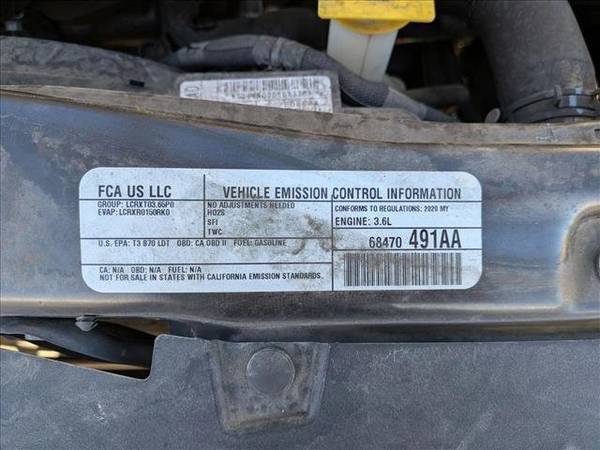 FCA US LLC
GROUP: LCRXT03.65P0
EVAP: LCRXR0150RK0
U.S. EPA: T3 B70 LDT OBD: CA OBD II FUEL: GASOLINE
CA: N/A OBD: N/A FUEL: N/A
NOT FOR SALE IN STATES WITH CALIFORNIA EMISSION STANDARDS.
VEHICLE EMISSION CONTROL INFORMATION
NO ADJUSTMENTS NEEDED
HO2S
SFI
TWC
CONFORMS TO REGULATIONS: 2020 MY
ENGINE: 3.6L
68470 491AA